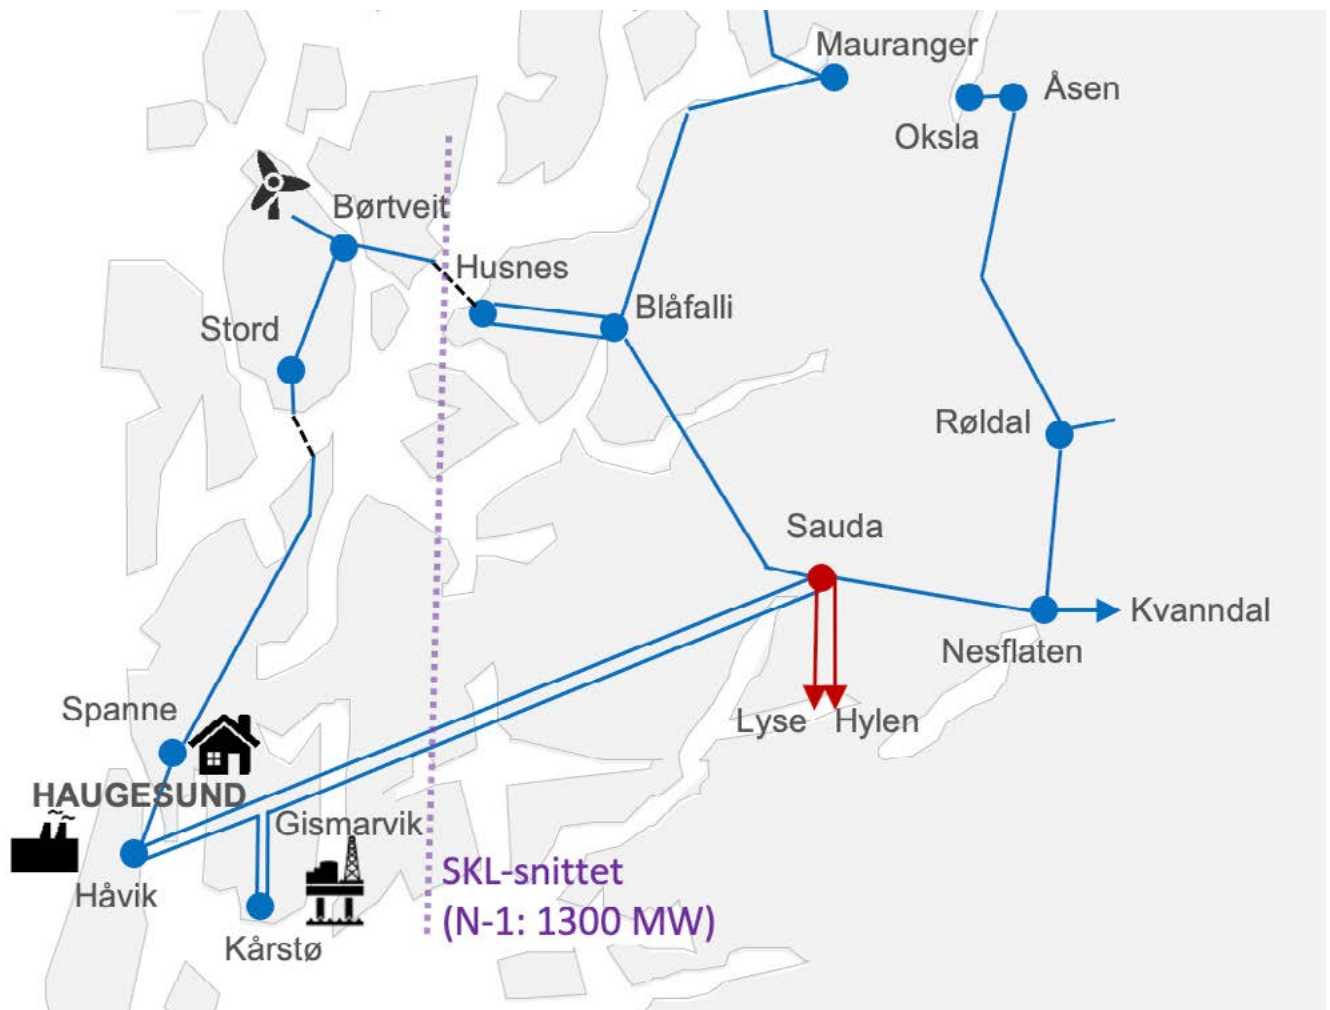 Mauranger
Åsen
Oksla
Børtveit
Husnes
Blåfalli
Stord
Røldal
Sauda
Kvanndal
Nesflaten
Spanne
Lyse
Hylen
HAUGESUND
Gismarvik
SKL-snittet
(N-1: 1300 MW)
Håvik
Kårstø